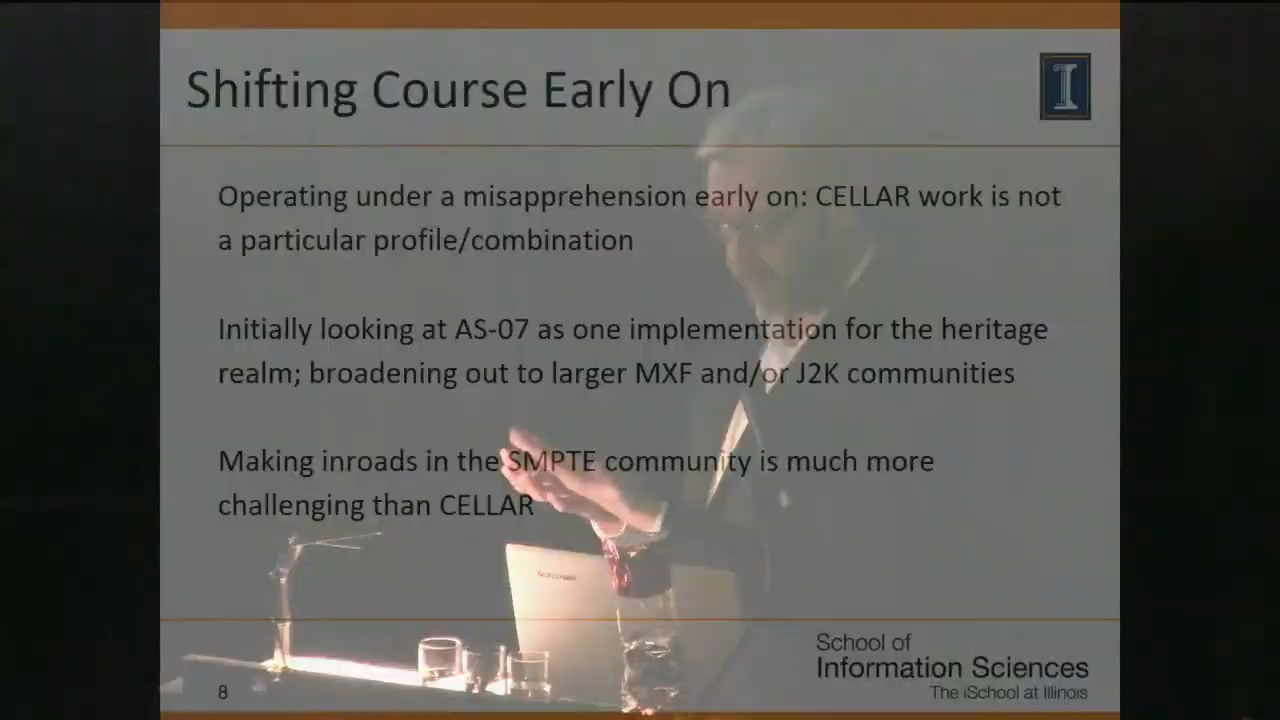 Shifting Course Early On
I
Operating under a misapprehension early on: CELLAR work is not
a particular profile/combination
Initially looking at AS-07 as one implementation for the heritage
realm; broadening out to larger MXF and/or J2K communities
Making inroads in the SMPTE community is much more
challenging than CELLAR
School of
Information Sciences
The iSchool at Illinois
8